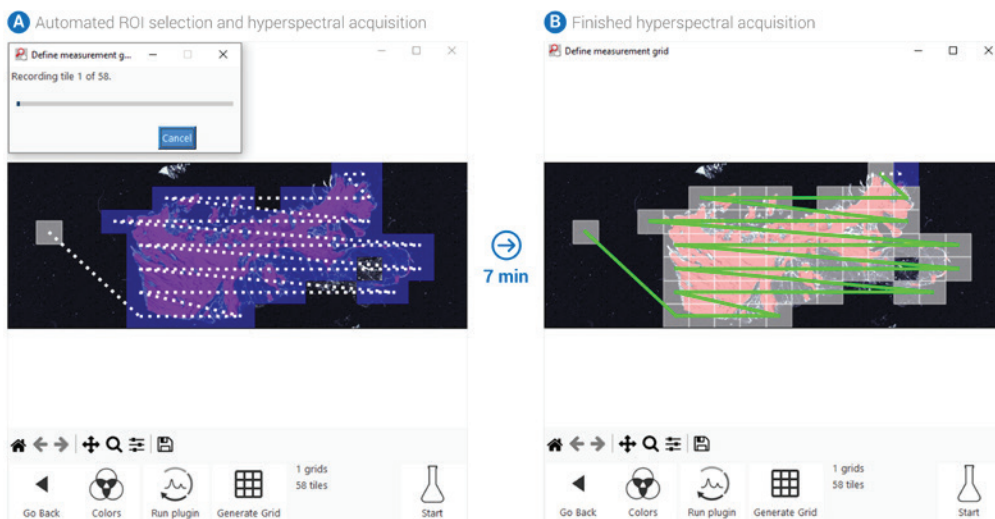 A Automated ROI selection and hyperspectral acquisition
Define measurement g...
Recording tile 1 of 58.
Cancel
1 grids
58 tiles
Go Back
Colors
Run plugin
Generate Grid
Start
7 min
B Finished hyperspectral acquisition
Define measurement grid
1 grids
58 tiles
Go Back
Colors
Run plugin
Generate Grid
Start